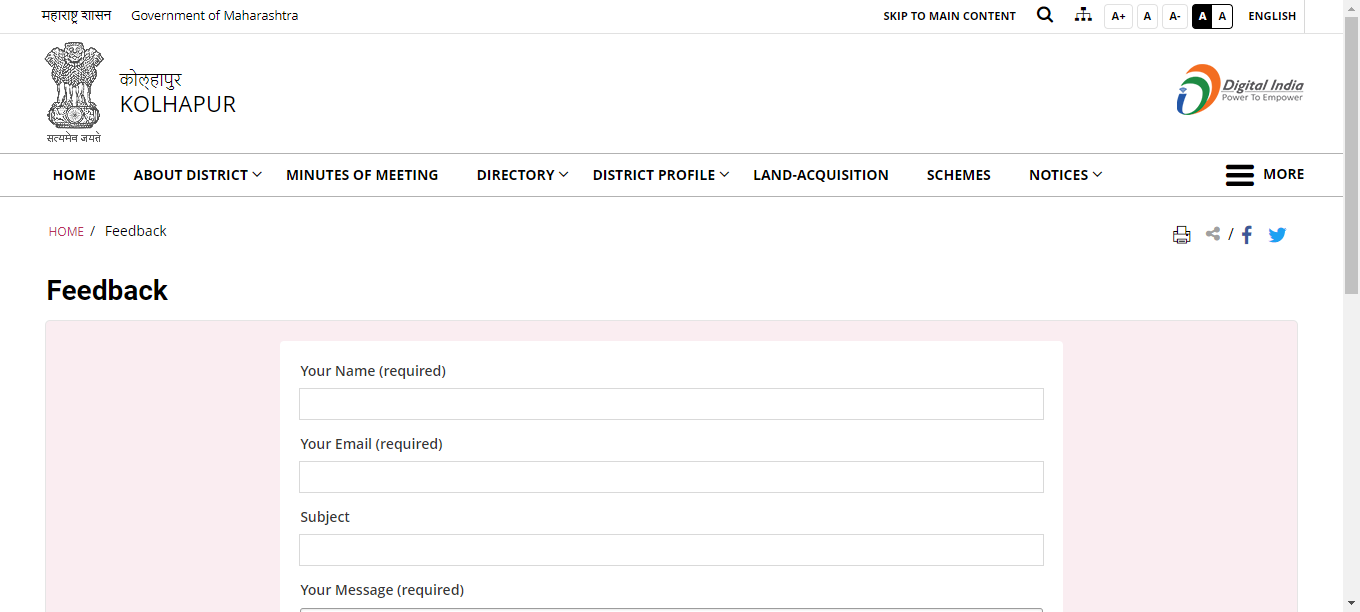 महाराष्ट्र शासन Government of Maharashtra SKIP TO MAIN CONTENT A+ A A- A A ENGLISH
कोल्हापुर
KOLHAPUR
सत्यमेव जयते
Digital India
Power To Empower
HOME ABOUT DISTRICT MINUTES OF MEETING DIRECTORY DISTRICT PROFILE LAND-ACQUISITION SCHEMES NOTICES MORE
HOME / Feedback /
Feedback
Your Name (required)
Your Email (required)
Subject
Your Message (required)